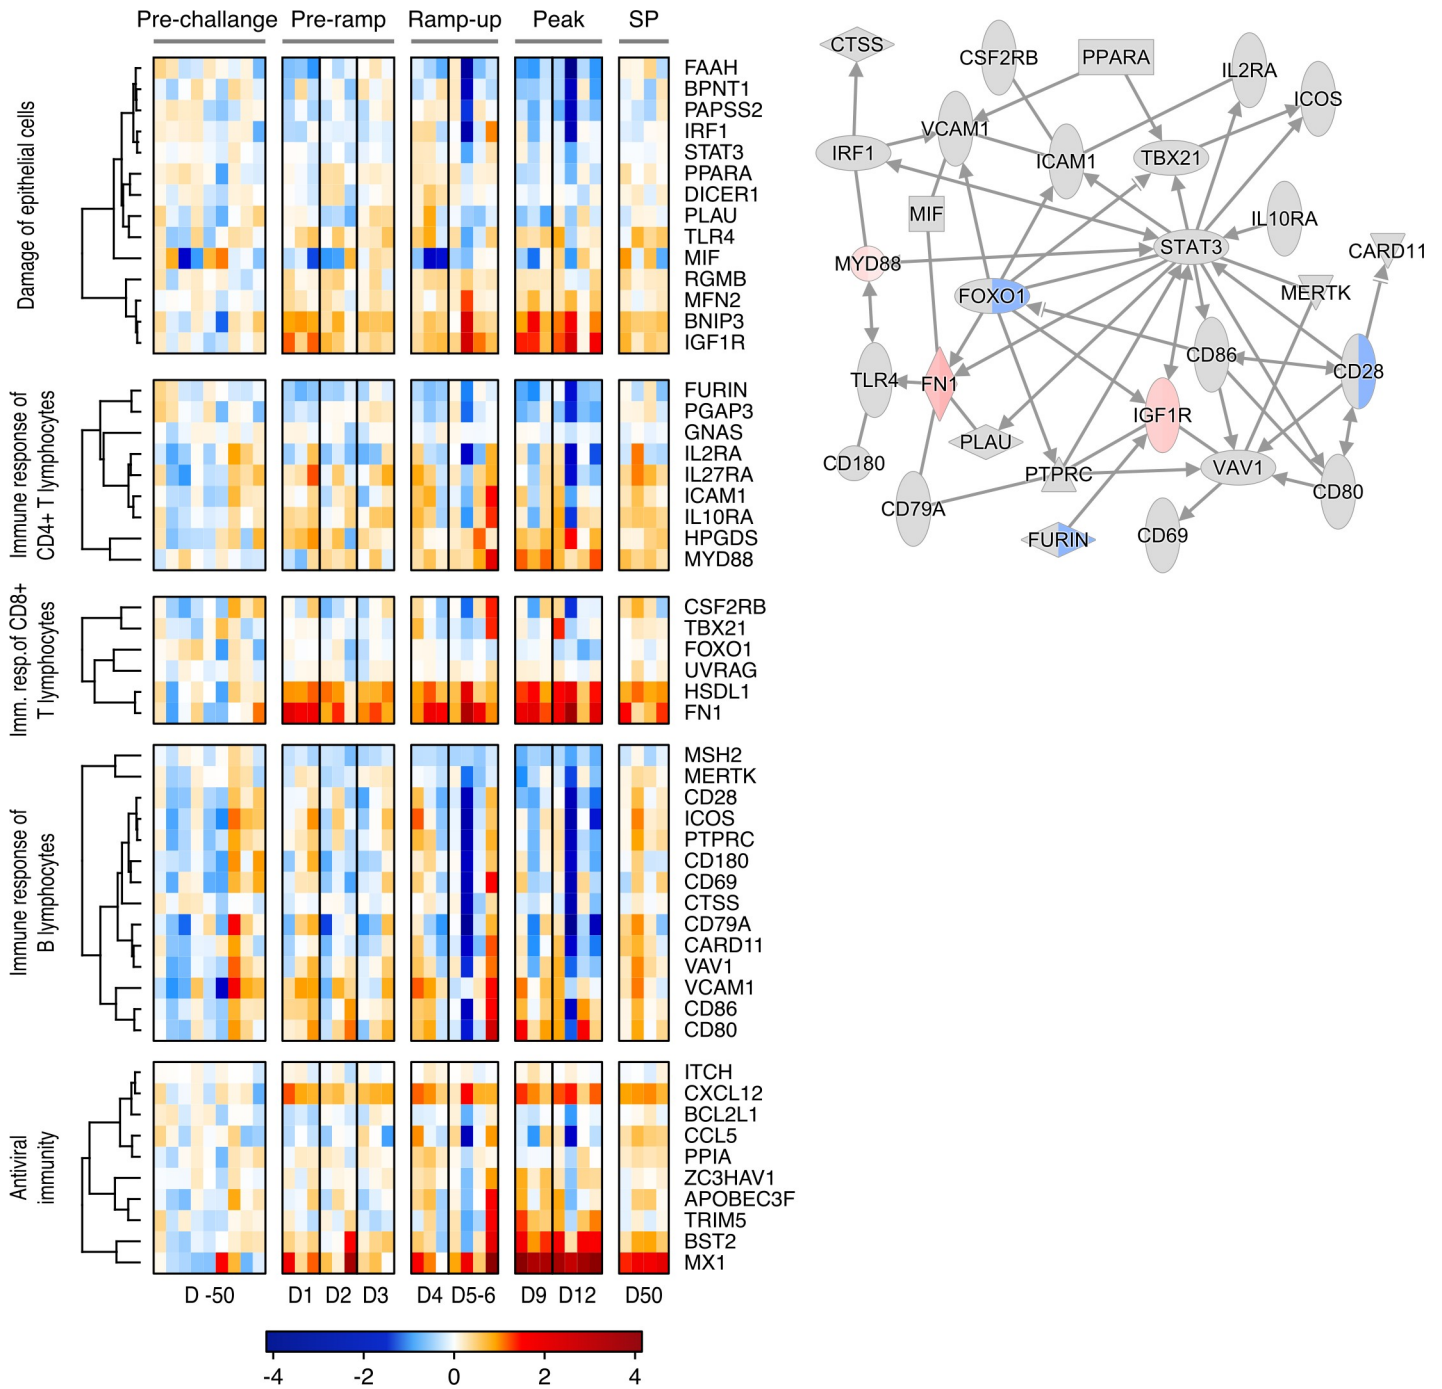 Pre-challange Pre-ramp Ramp-up Peak SP
Damage of epithelial cells
FAAH
BPNT1
PAPSS2
IRF1
STAT3
PPARA
DICER1
PLAU
TLR4
MIF
RGMB
MFN2
BNIP3
IGF1R
Immune response of
CD4+ T lymphocytes
FURIN
PGAP3
GNAS
IL2RA
IL27RA
ICAM1
IL10RA
HPGDS
MYD88
Imm. resp.of CD8+
T lymphocytes
CSF2RB
TBX21
FOXO1
UVRAG
HSDL1
FN1
Immune response of
B lymphocytes
MSH2
MERTK
CD28
ICOS
PTPRC
CD180
CD69
CTSS
CD79A
CARD11
VAV1
VCAM1
CD86
CD80
Antiviral
immunity
ITCH
CXCL12
BCL2L1
CCL5
PPIA
ZC3HAV1
APOBEC3F
TRIM5
BST2
MX1
D -50 D1 D2 D3 D4 D5-6 D9 D12 D50
-4 -2 0 2 4
CTSS
CSF2RB
PPARA
IL2RA
ICOS
VCAM1
IRF1
ICAM1
TBX21
MIF
IL10RA
STAT3
CARD11
MYD88
FOXO1
MERTK
CD86
CD28
TLR4
FN1
IGF1R
PLAU
CD180
PTPRC
VAV1
CD80
CD79A
FURIN
CD69